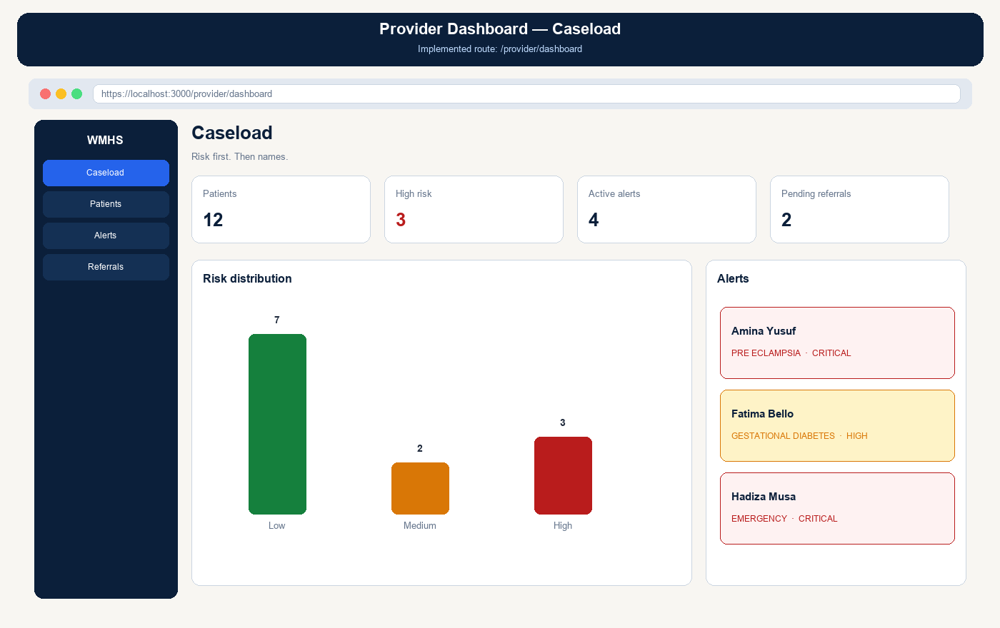 Provider Dashboard — Caseload
Implemented route: /provider/dashboard
https://localhost:3000/provider/dashboard
WMHS
Caseload
Patients
Alerts
Referrals
Caseload
Risk first. Then names.
Patients
12
High risk
3
Active alerts
4
Pending referrals
2
Risk distribution
7
2
3
Low
Medium
High
Alerts
Amina Yusuf
PRE ECLAMPSIA · CRITICAL
Fatima Bello
GESTATIONAL DIABETES · HIGH
Hadiza Musa
EMERGENCY · CRITICAL